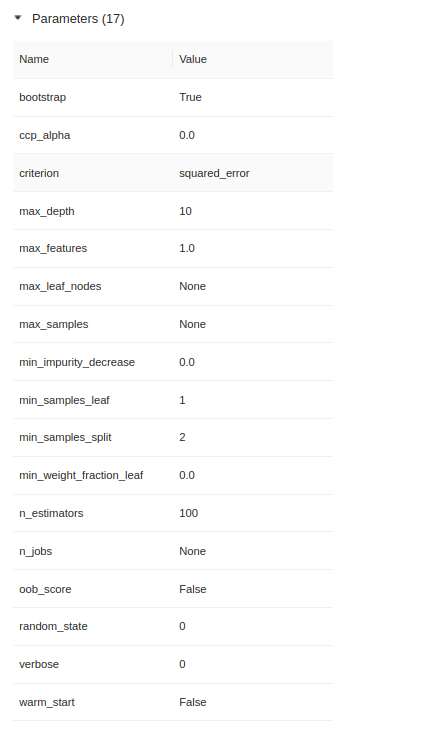 Parameters (17)
Name Value
bootstrap True
ccp_alpha 0.0
criterion squared_error
max_depth 10
max_features 1.0
max_leaf_nodes None
max_samples None
min_impurity_decrease 0.0
min_samples_leaf 1
min_samples_split 2
min_weight_fraction_leaf 0.0
n_estimators 100
n_jobs None
oob_score False
random_state 0
verbose 0
warm_start False